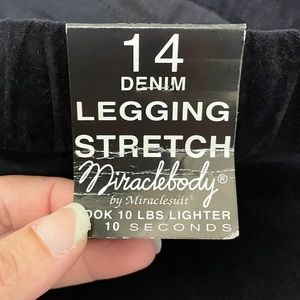 14
DENIM
LEGGING
STRETCH
Miraclebody®
by Miraclesuit®
OOK 10 LBS LIGHTER
10 SECONDS